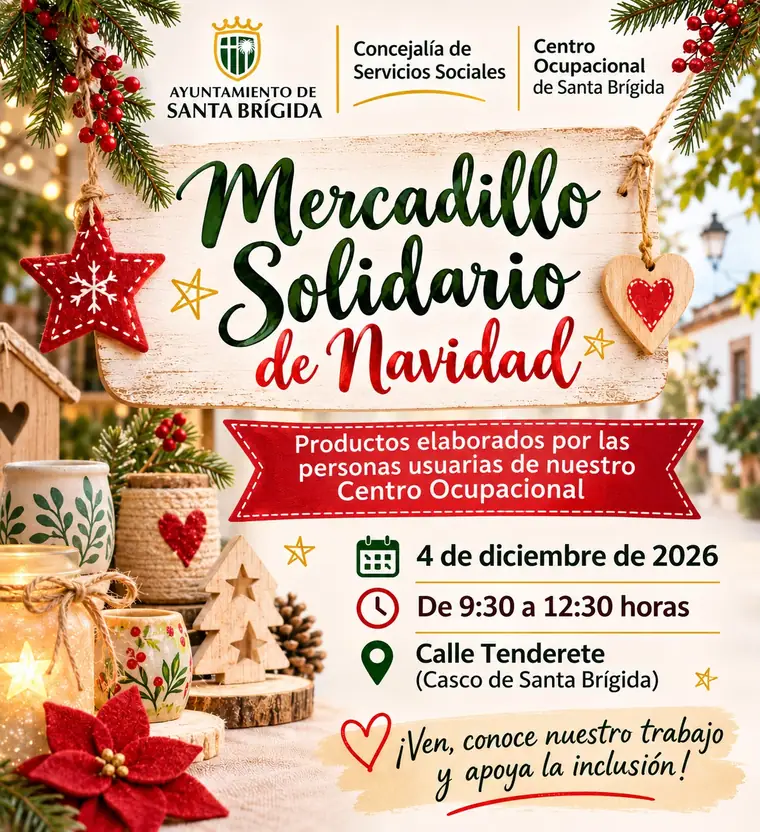 AYUNTAMIENTO DE
SANTA BRÍGIDA
Concejalía de
Servicios Sociales
Centro
Ocupacional
de Santa Brígida
Mercadillo
Solidario
de Navidad
Productos elaborados por las
personas usuarias de nuestro
Centro Ocupacional
4 de diciembre de 2026
De 9:30 a 12:30 horas
Calle Tenderete
(Casco de Santa Brígida)
¡Ven, conoce nuestro trabajo
y apoya la inclusión!